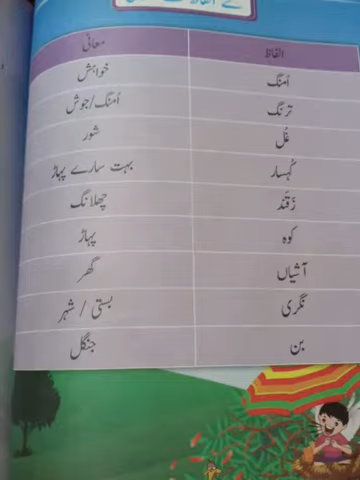 الفاظ معانی
اُمنگ خواہش
ترنگ اُمنگ/جوش
غُل شور
کُہسار بہت سارے پہاڑ
زَقَند چھلانگ
کوہ پہاڑ
آشیاں گھر
نگری بستی / شہر
بن جنگل